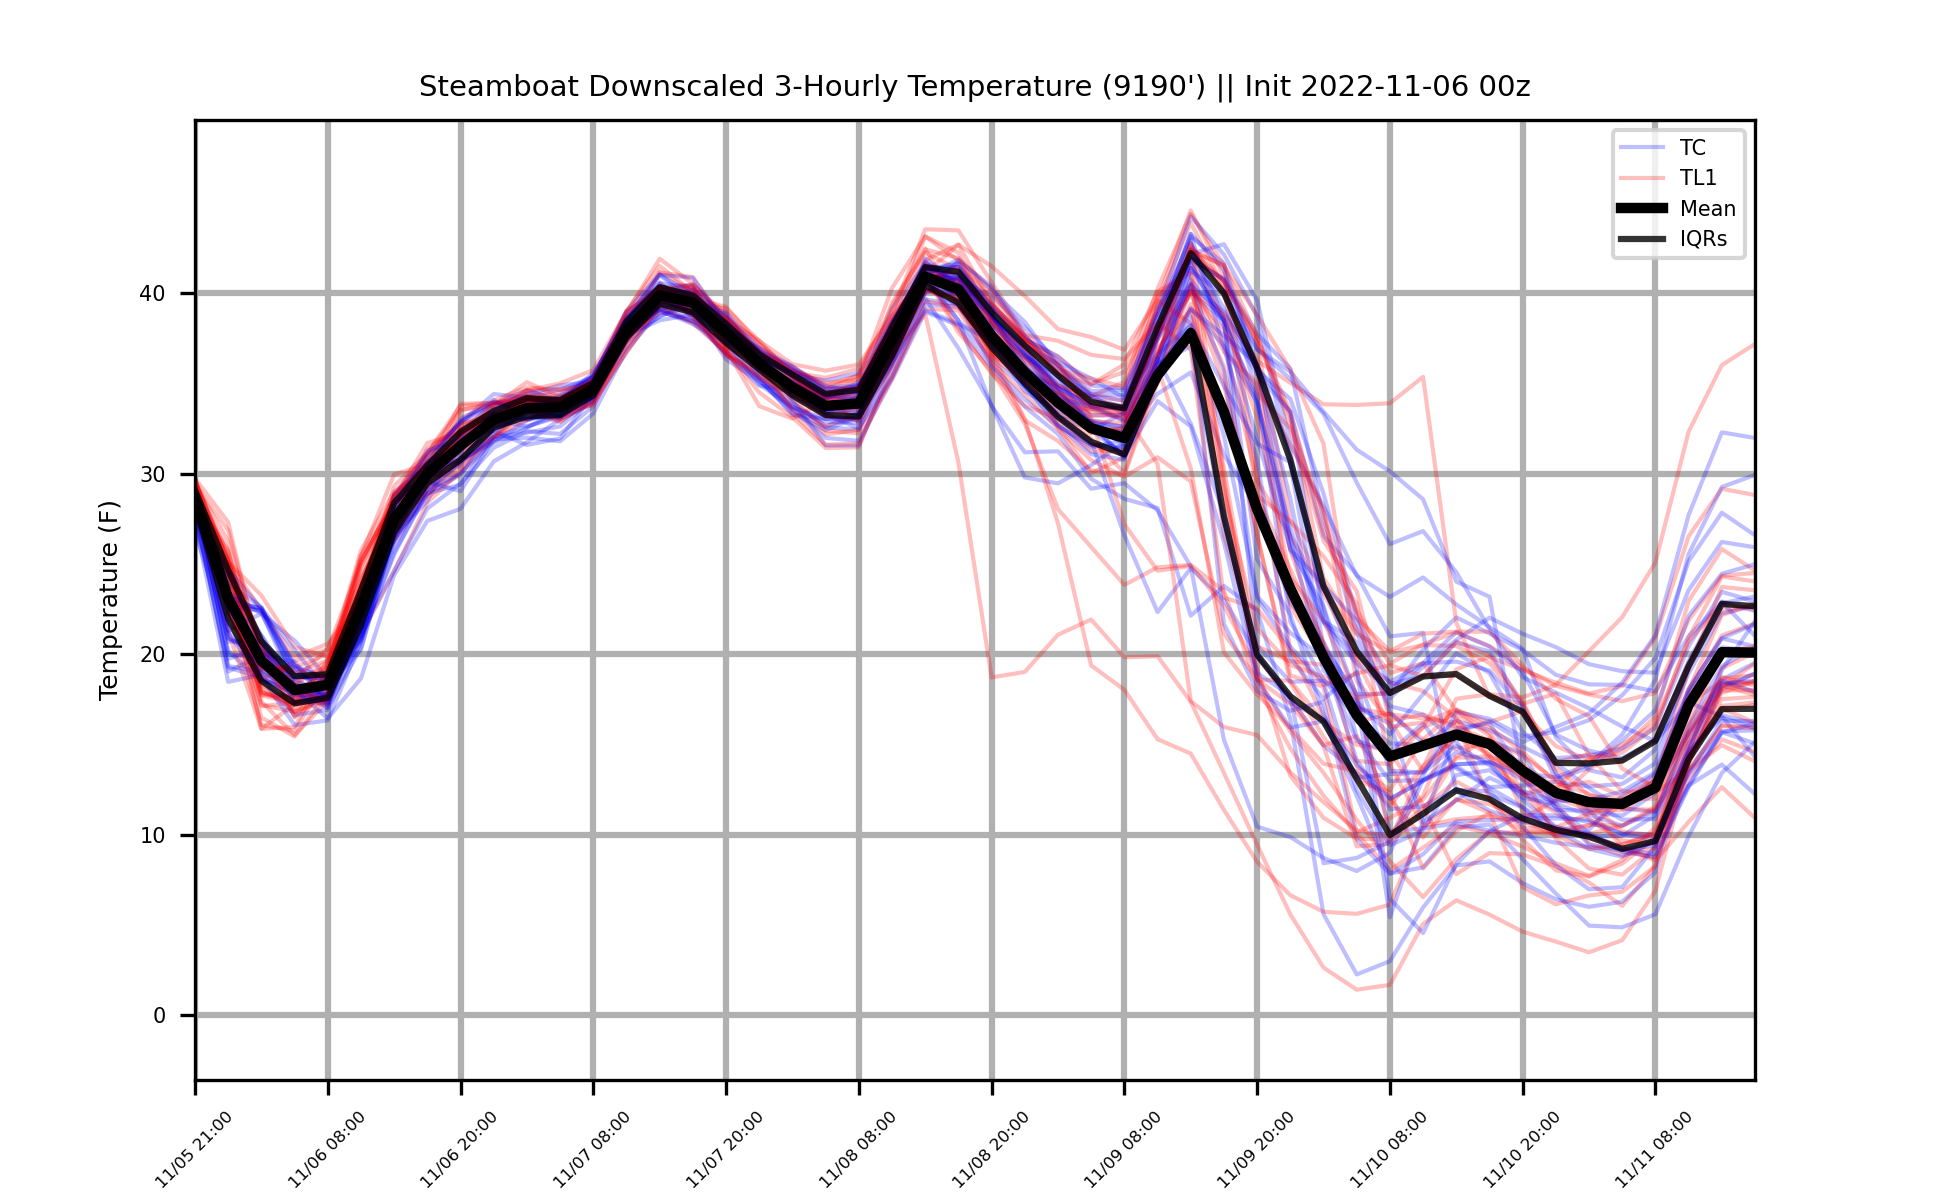 Steamboat Downscaled 3-Hourly Temperature (9190') || Init 2022-11-06 00z
TC
TL1
Mean
IQRs
Temperature (F)
40
30
20
10
0
11/05 21:00
11/06 08:00
11/06 20:00
11/07 08:00
11/07 20:00
11/08 08:00
11/08 20:00
11/09 08:00
11/09 20:00
11/10 08:00
11/10 20:00
11/11 08:00